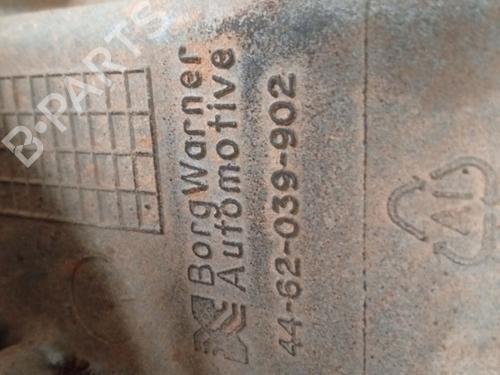 BorgWarner
Automotive
44-62-039-902
AL
B-PARTS